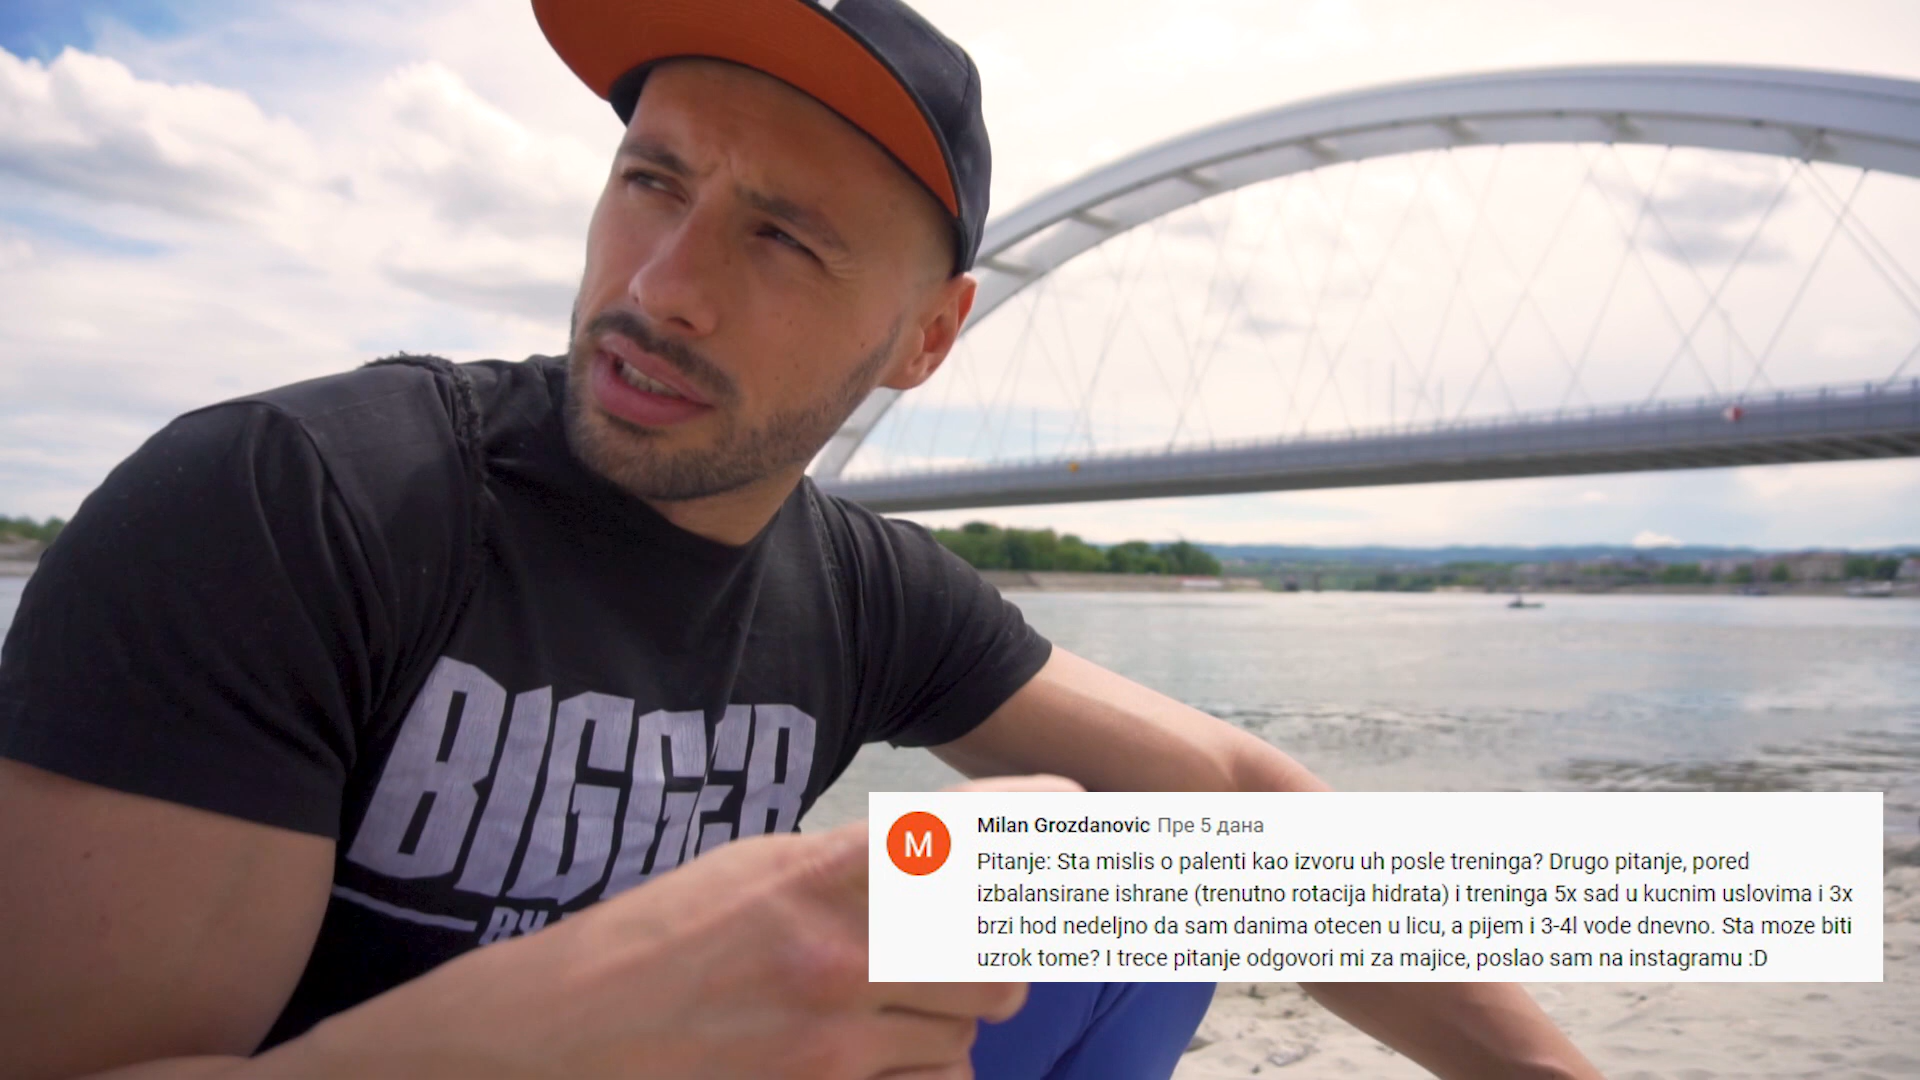 BIGGER
BY
Milan Grozdanovic Пре 5 дана
M
Pitanje: Sta mislis o palenti kao izvoru uh posle treninga? Drugo pitanje, pored
izbalansirane ishrane (trenutno rotacija hidrata) i treninga 5x sad u kucnim uslovima i 3x
brzi hod nedeljno da sam danima otecen u licu, a pijem i 3-4l vode dnevno. Sta moze biti
uzrok tome? I trece pitanje odgovori mi za majice, poslao sam na instagramu :D